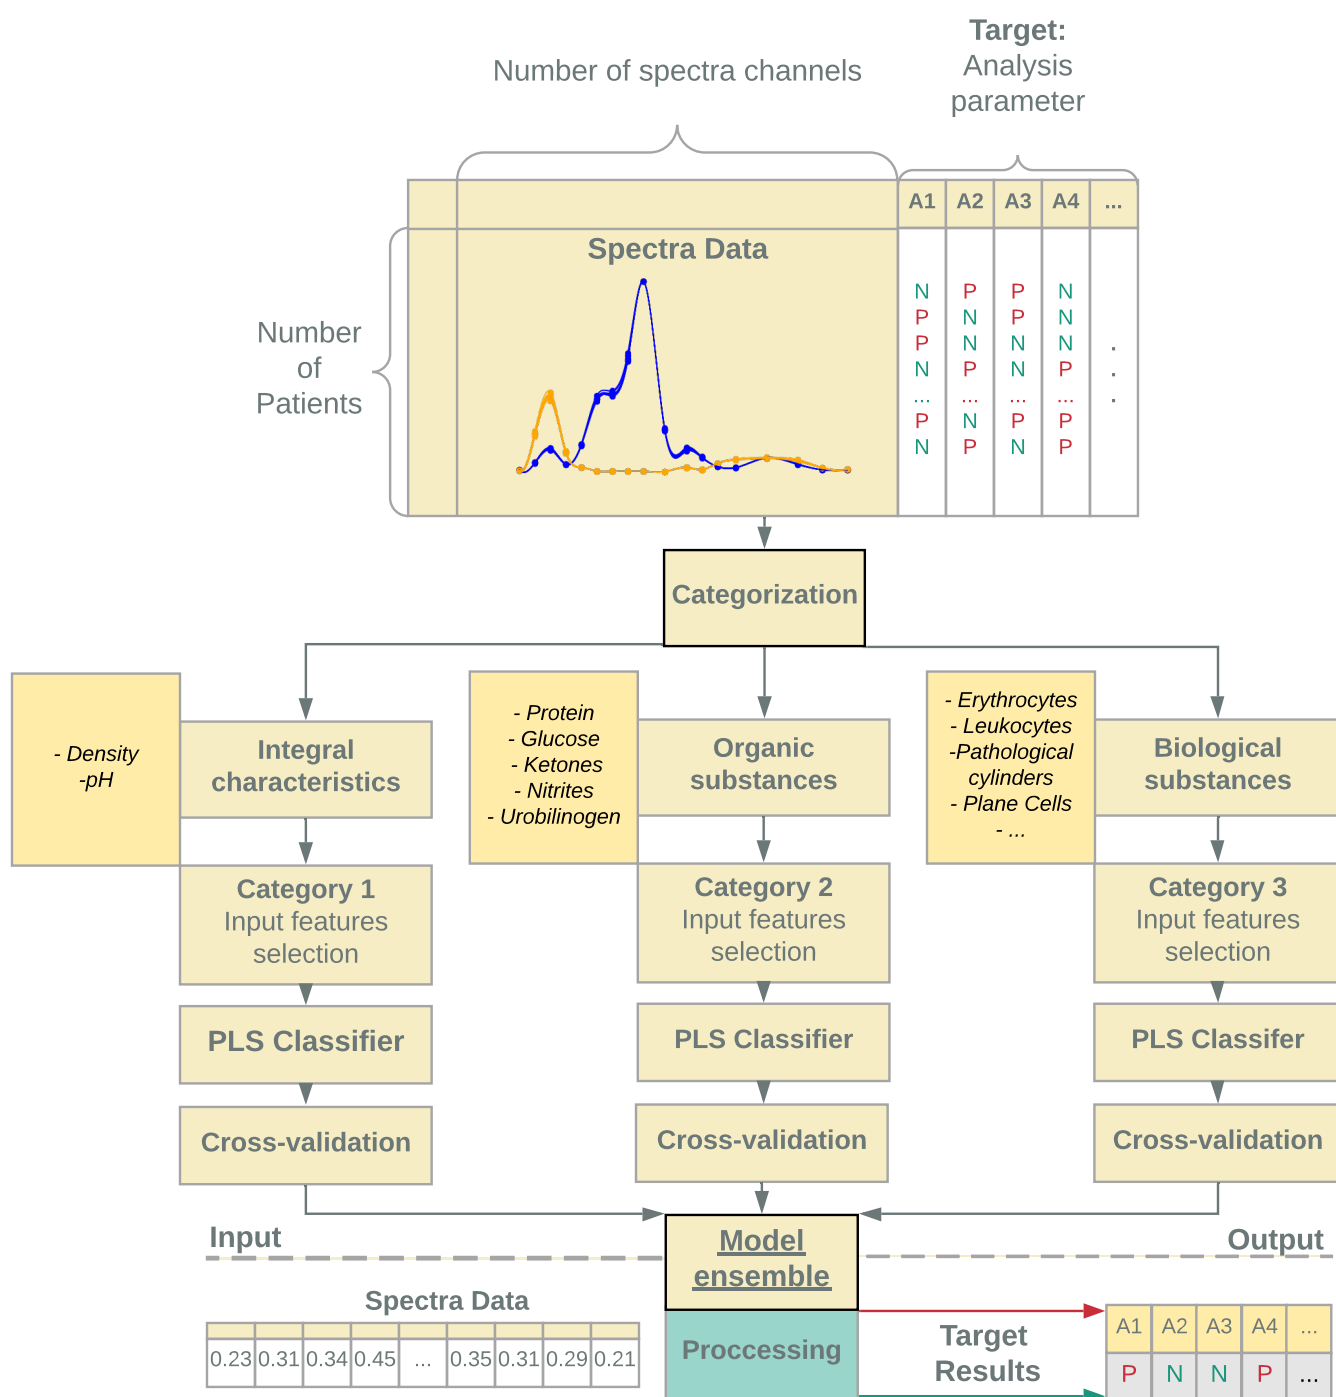 Target:
Analysis
parameter
Number of spectra channels
A1 A2 A3 A4 ...
Spectra Data
Number
of
Patients
N P P N
P N P N
P N N N .
N P N P .
... ... ... ... .
P N P P
N P N P
Categorization
- Density
-pH
Integral
characteristics
- Protein
- Glucose
- Ketones
- Nitrites
- Urobilinogen
Organic
substances
- Erythrocytes
- Leukocytes
-Pathological
cylinders
- Plane Cells
- ...
Biological
substances
Category 1
Input features
selection
Category 2
Input features
selection
Category 3
Input features
selection
PLS Classifier
PLS Classifier
PLS Classifer
Cross-validation
Cross-validation
Cross-validation
Input
Model
ensemble
Output
Spectra Data
0.23 0.31 0.34 0.45 ... 0.35 0.31 0.29 0.21
Proccessing
Target
Results
A1 A2 A3 A4 ...
P N N P ...